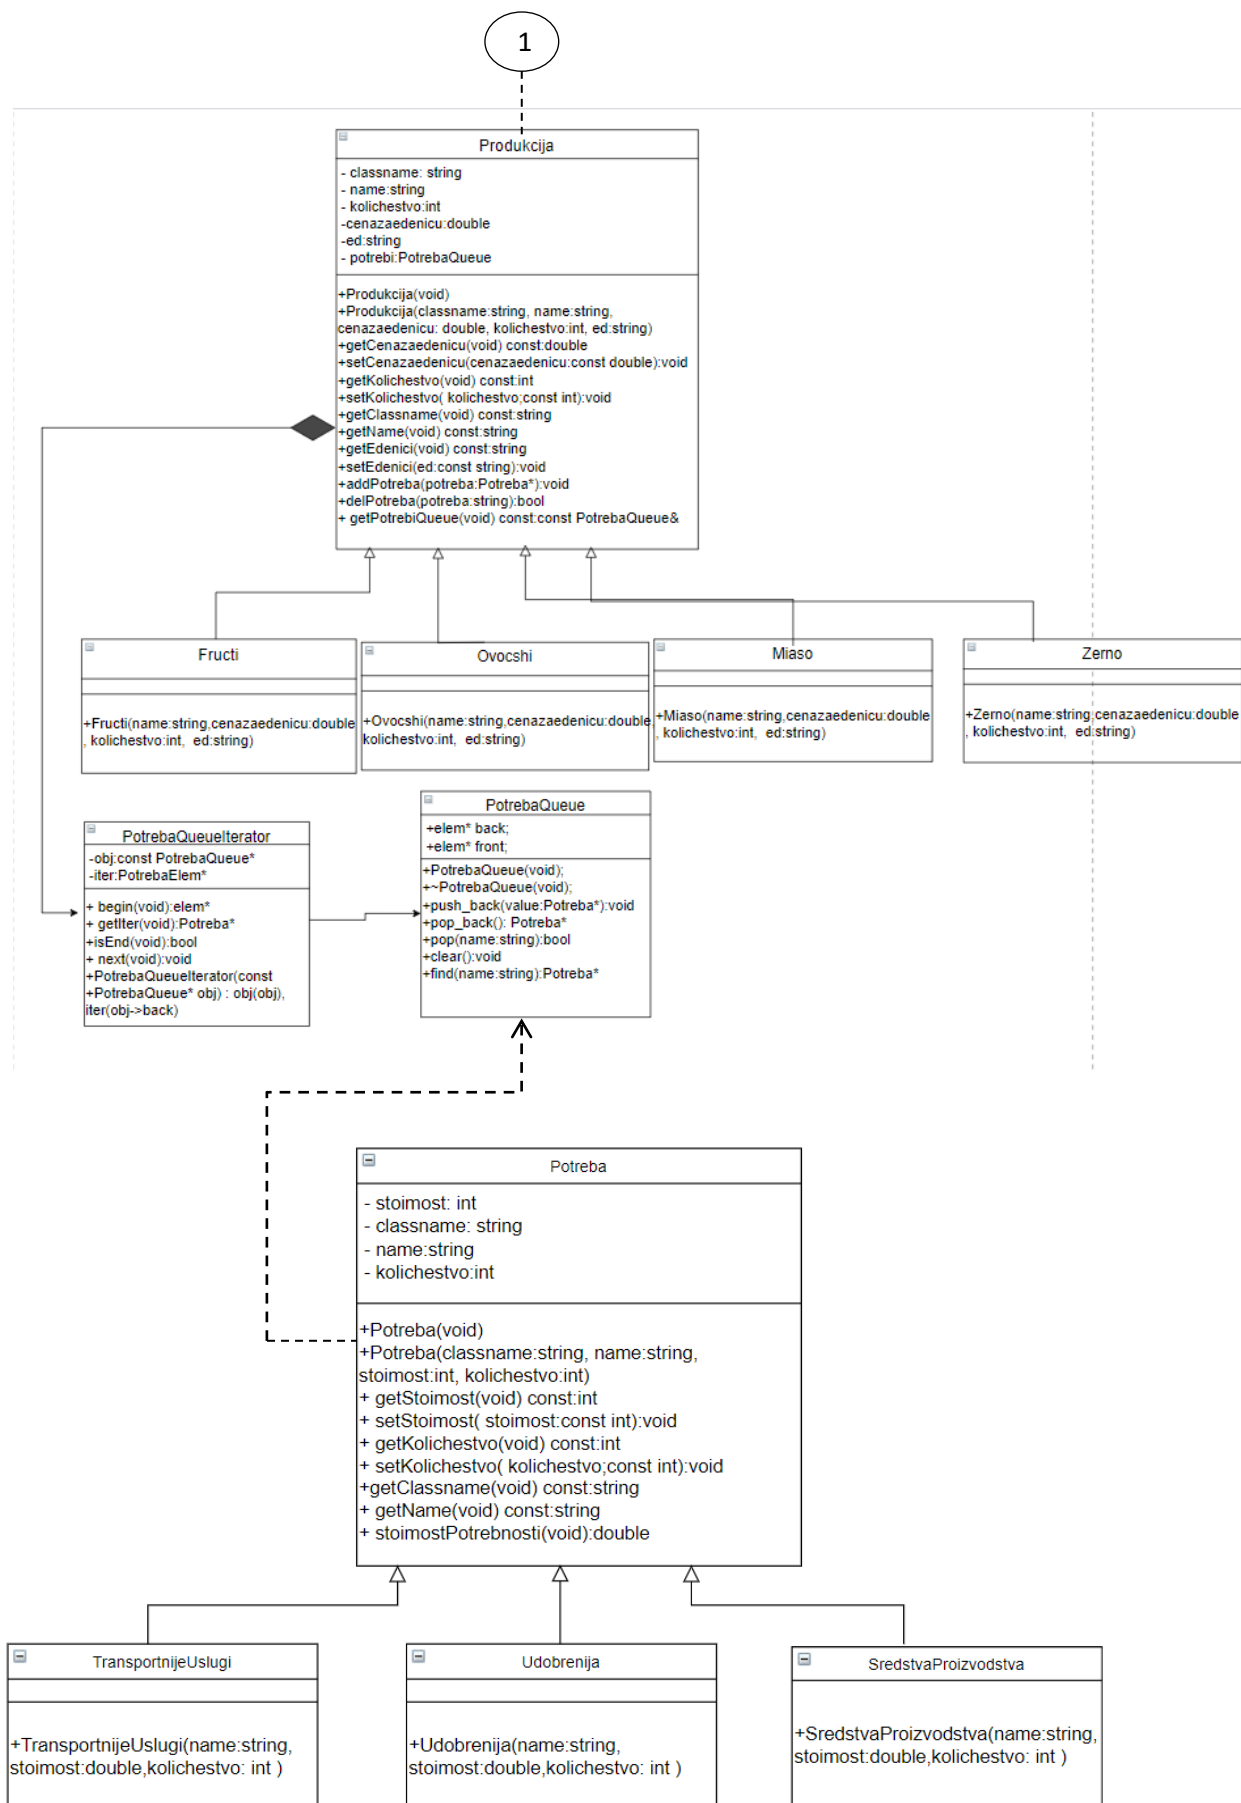 1
Produkcija
- classname: string
- name:string
- kolichestvo:int
-cenazaedenicu:double
-ed:string
- potrebi:PotrebaQueue
+Produkcija(void)
+Produkcija(classname:string, name:string,
cenazaedenicu: double, kolichestvo:int, ed:string)
+getCenazaedenicu(void) const:double
+setCenazaedenicu(cenazaedenicu:const double):void
+getKolichestvo(void) const:int
+setKolichestvo( kolichestvo;const int):void
+getClassname(void) const:string
+getName(void) const:string
+getEdenici(void) const:string
+setEdenici(ed:const string):void
+addPotreba(potreba:Potreba*):void
+delPotreba(potreba:string):bool
+ getPotrebiQueue(void) const:const PotrebaQueue&
Fructi
+Fructi(name:string,cenazaedenicu:double
, kolichestvo:int, ed:string)
Ovocshi
+Ovocshi(name:string,cenazaedenicu:double,
kolichestvo:int, ed:string)
Miaso
+Miaso(name:string,cenazaedenicu:double
, kolichestvo:int, ed:string)
Zerno
+Zerno(name:string,cenazaedenicu:double
, kolichestvo:int, ed:string)
PotrebaQueueIterator
-obj:const PotrebaQueue*
-iter:PotrebaElem*
+ begin(void):elem*
+ getIter(void):Potreba*
+isEnd(void):bool
+ next(void):void
+PotrebaQueueIterator(const
+PotrebaQueue* obj) : obj(obj),
iter(obj->back)
PotrebaQueue
+elem* back;
+elem* front;
+PotrebaQueue(void);
+~PotrebaQueue(void);
+push_back(value:Potreba*):void
+pop_back(): Potreba*
+pop(name:string):bool
+clear():void
+find(name:string):Potreba*
Potreba
- stoimost: int
- classname: string
- name:string
- kolichestvo:int
+Potreba(void)
+Potreba(classname:string, name:string,
stoimost:int, kolichestvo:int)
+ getStoimost(void) const:int
+ setStoimost( stoimost:const int):void
+ getKolichestvo(void) const:int
+ setKolichestvo( kolichestvo;const int):void
+getClassname(void) const:string
+ getName(void) const:string
+ stoimostPotrebnosti(void):double
TransportnijeUslugi
+TransportnijeUslugi(name:string,
stoimost:double,kolichestvo: int )
Udobrenija
+Udobrenija(name:string,
stoimost:double,kolichestvo: int )
SredstvaProizvodstva
+SredstvaProizvodstva(name:string,
stoimost:double,kolichestvo: int )